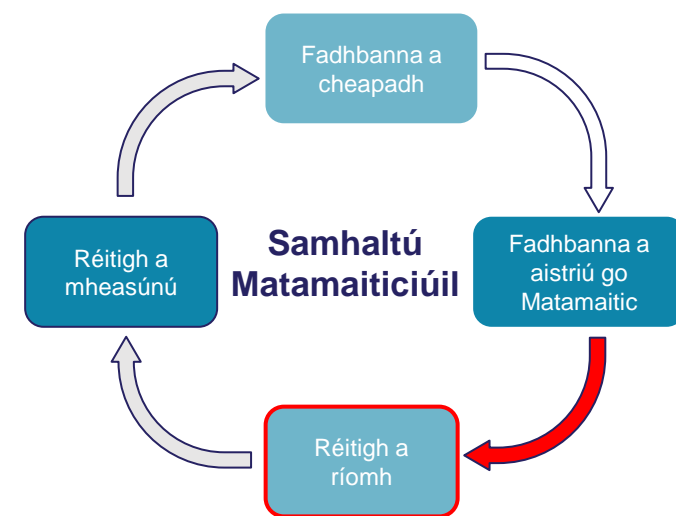 Fadhbanna a
cheapadh
Samhaltú
Matamaiticiúil
Fadhbanna a
aistriú go
Matamaitic
Réitigh a
ríomh
Réitigh a
mheasúnú